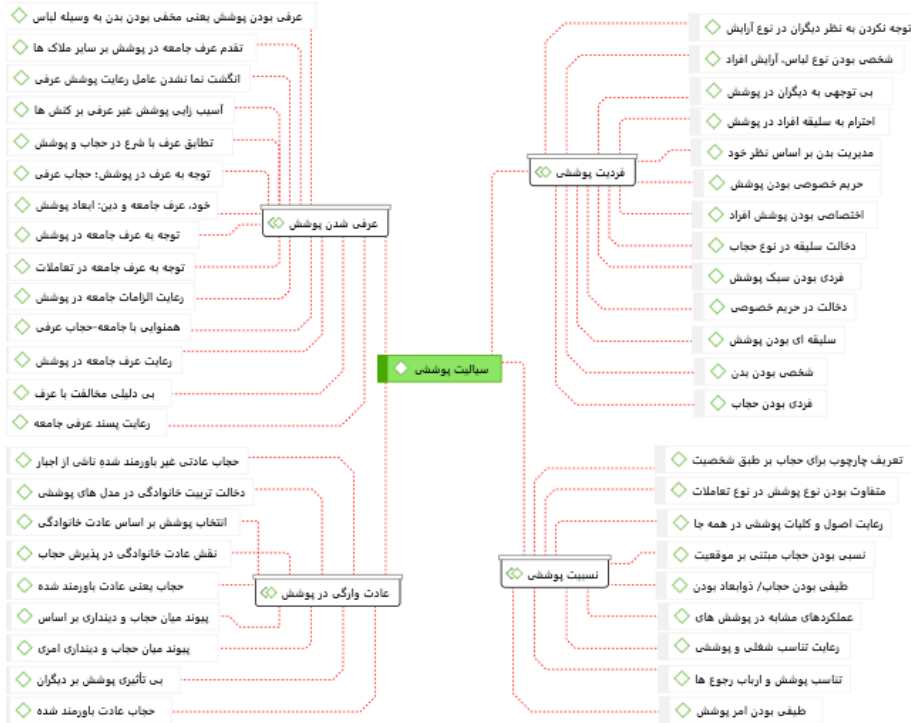 توجه نکردن به نظر دیگران در نوع آرایش
شخصی بودن نوع لباس، آرایش افراد
بی توجهی به دیگران در پوشش
احترام به سلیقه افراد در پوشش
مدیریت بدن بر اساس نظر خود
حریم خصوصی بودن پوشش
اختصاصی بودن پوشش افراد
دخالت سلیقه در نوع حجاب
فردی بودن سبک پوشش
دخالت در حریم خصوصی
سلیقه ای بودن پوشش
شخصی بودن بدن
فردی بودن حجاب
فردیت پوششی
عرفی بودن پوشش یعنی مخفی بودن بدن به وسیله لباس
تقدم عرف جامعه در پوشش بر سایر ملاک ها
انگشت نما نشدن عامل رعایت پوشش عرفی
آسیب زایی پوشش غیر عرفی بر کنش ها
تطابق عرف با شرع در حجاب و پوشش
توجه به عرف در پوشش؛ حجاب عرفی
خود، عرف جامعه و دین: ابعاد پوشش
توجه به عرف جامعه در پوشش
توجه به عرف جامعه در تعاملات
رعایت الزامات جامعه در پوشش
همنوایی با جامعه-حجاب عرفی
رعایت عرف جامعه در پوشش
بی دلیلی مخالفت با عرف
رعایت پسند عرفی جامعه
عرفی شدن پوشش
سیالیت پوششی
تعریف چارچوب برای حجاب بر طبق شخصیت
متفاوت بودن نوع پوشش در نوع تعاملات
رعایت اصول و کلیات پوششی در همه جا
نسبی بودن حجاب مبتنی بر موقعیت
طیفی بودن حجاب/ ذوابعاد بودن
عملکردهای مشابه در پوشش های
رعایت تناسب شغلی و پوششی
تناسب پوشش و ارباب رجوع ها
طیفی بودن امر پوشش
نسبیت پوششی
حجاب عادتی غیر باورمند شده ناشی از اجبار
دخالت تربیت خانوادگی در مدل های پوششی
انتخاب پوشش بر اساس عادت خانوادگی
نقش عادت خانوادگی در پذیرش حجاب
حجاب یعنی عادت باورمند شده
پیوند میان حجاب و دینداری بر اساس
پیوند میان حجاب و دینداری امری
بی تأثیری پوشش بر دیگران
حجاب عادت باورمند شده
عادت وارگی در پوشش